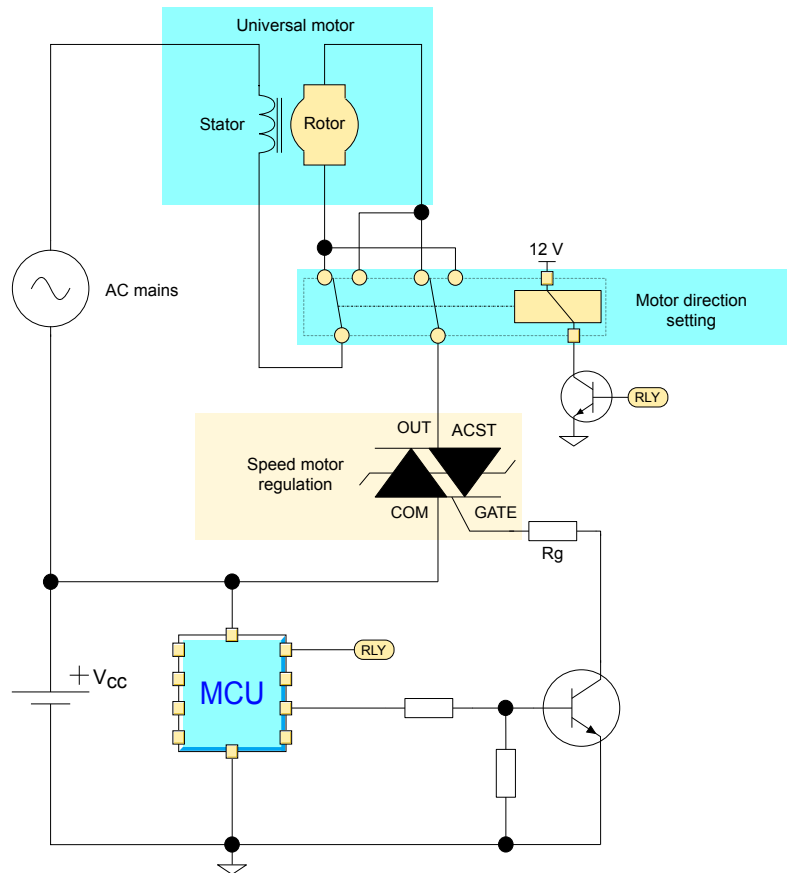 Universal motor
Stator
Rotor
12 V
AC mains
Motor direction
setting
RLY
OUT
ACST
Speed motor
regulation
COM
GATE
Rg
RLY
+VCC
MCU